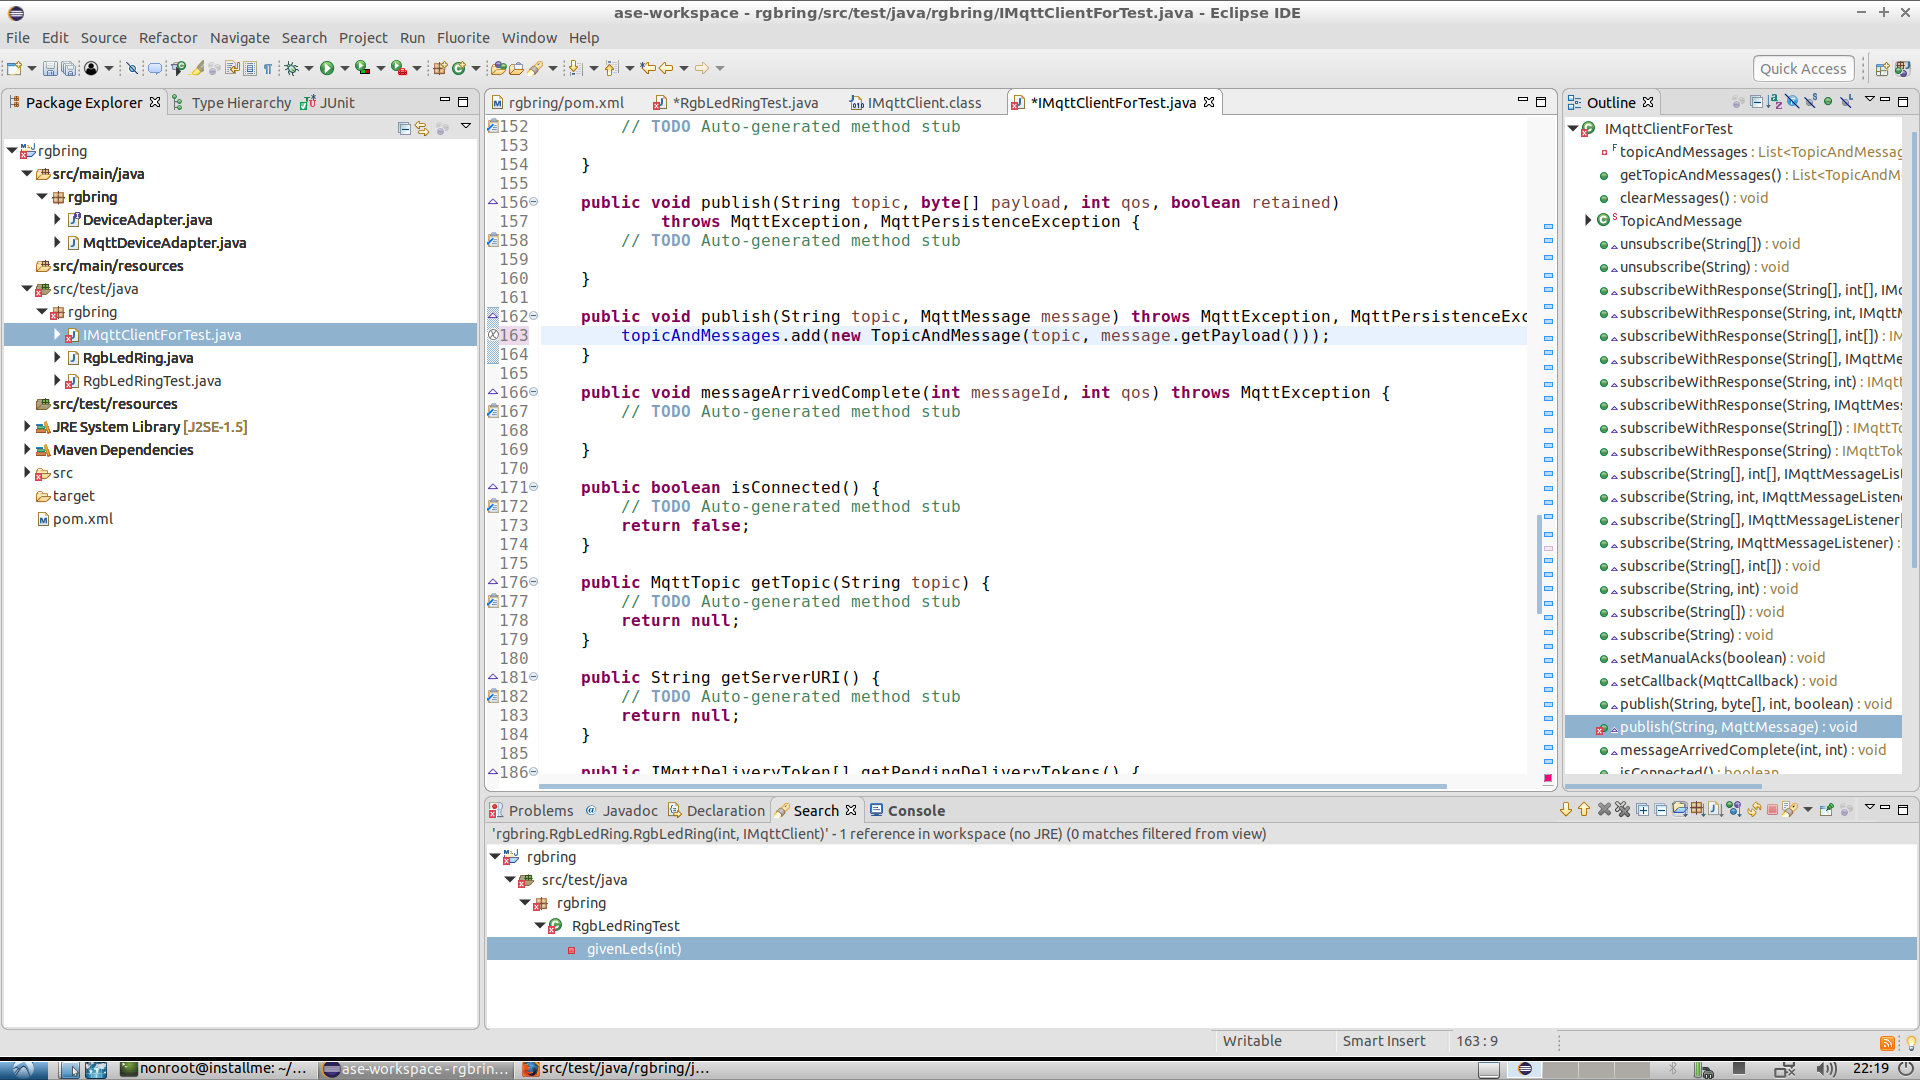 ase-workspace - rgbring/src/test/java/rgbring/IMqttClientForTest.java - Eclipse IDE
File Edit Source Refactor Navigate Search Project Run Fluorite Window Help
Quick Access
Package Explorer Type Hierarchy JUnit
rgbring
src/main/java
rgbring
DeviceAdapter.java
MqttDeviceAdapter.java
src/main/resources
src/test/java
rgbring
IMqttClientForTest.java
RgbLedRing.java
RgbLedRingTest.java
src/test/resources
JRE System Library [J2SE-1.5]
Maven Dependencies
src
target
pom.xml
rgbring/pom.xml *RgbLedRingTest.java IMqttClient.class *IMqttClientForTest.java
152 // TODO Auto-generated method stub
153
154 }
155
156 public void publish(String topic, byte[] payload, int qos, boolean retained)
157 throws MqttException, MqttPersistenceException {
158 // TODO Auto-generated method stub
159
160 }
161
162 public void publish(String topic, MqttMessage message) throws MqttException, MqttPersistenceExc
163 topicAndMessages.add(new TopicAndMessage(topic, message.getPayload()));
164 }
165
166 public void messageArrivedComplete(int messageId, int qos) throws MqttException {
167 // TODO Auto-generated method stub
168
169 }
170
171 public boolean isConnected() {
172 // TODO Auto-generated method stub
173 return false;
174 }
175
176 public MqttTopic getTopic(String topic) {
177 // TODO Auto-generated method stub
178 return null;
179 }
180
181 public String getServerURI() {
182 // TODO Auto-generated method stub
183 return null;
184 }
185
186 public IMqttDeliveryToken[] getPendingDeliveryTokens() {
Outline
IMqttClientForTest
topicAndMessages : List<TopicAndMessag
getTopicAndMessages() : List<TopicAndM
clearMessages() : void
TopicAndMessage
unsubscribe(String[]) : void
unsubscribe(String) : void
subscribeWithResponse(String[], int[], IMq
subscribeWithResponse(String, int, IMqttM
subscribeWithResponse(String[], int[]) : IM
subscribeWithResponse(String[], IMqttMe
subscribeWithResponse(String, int) : IMqtt
subscribeWithResponse(String, IMqttMess
subscribeWithResponse(String[]) : IMqttTo
subscribeWithResponse(String) : IMqttTok
subscribe(String[], int[], IMqttMessageList
subscribe(String, int, IMqttMessageListene
subscribe(String[], IMqttMessageListener[
subscribe(String, IMqttMessageListener) :
subscribe(String[], int[]) : void
subscribe(String, int) : void
subscribe(String[]) : void
subscribe(String) : void
setManualAcks(boolean) : void
setCallback(MqttCallback) : void
publish(String, byte[], int, boolean) : void
publish(String, MqttMessage) : void
messageArrivedComplete(int, int) : void
isConnected() : boolean
Problems Javadoc Declaration Search Console
'rgbring.RgbLedRing.RgbLedRing(int, IMqttClient)' - 1 reference in workspace (no JRE) (0 matches filtered from view)
rgbring
src/test/java
rgbring
RgbLedRingTest
givenLeds(int)
Writable Smart Insert 163 : 9
nonroot@installme: ~/... ase-workspace - rgbrin... src/test/java/rgbring/j... 22:19